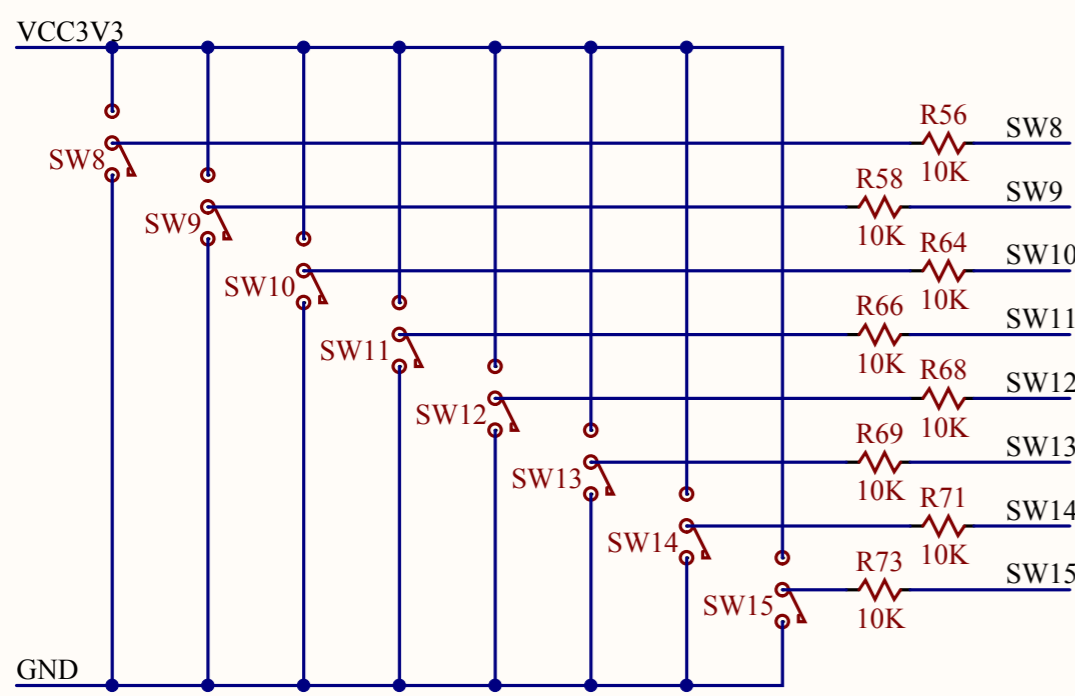 VCC3V3
R56
SW8
SW8
10K
R58
SW9
SW9
10K
R64
SW10
SW10
10K
R66
SW11
SW11
10K
R68
SW12
SW12
10K
R69
SW13
SW13
10K
R71
SW14
SW14
10K
R73
SW15
SW15
10K
GND